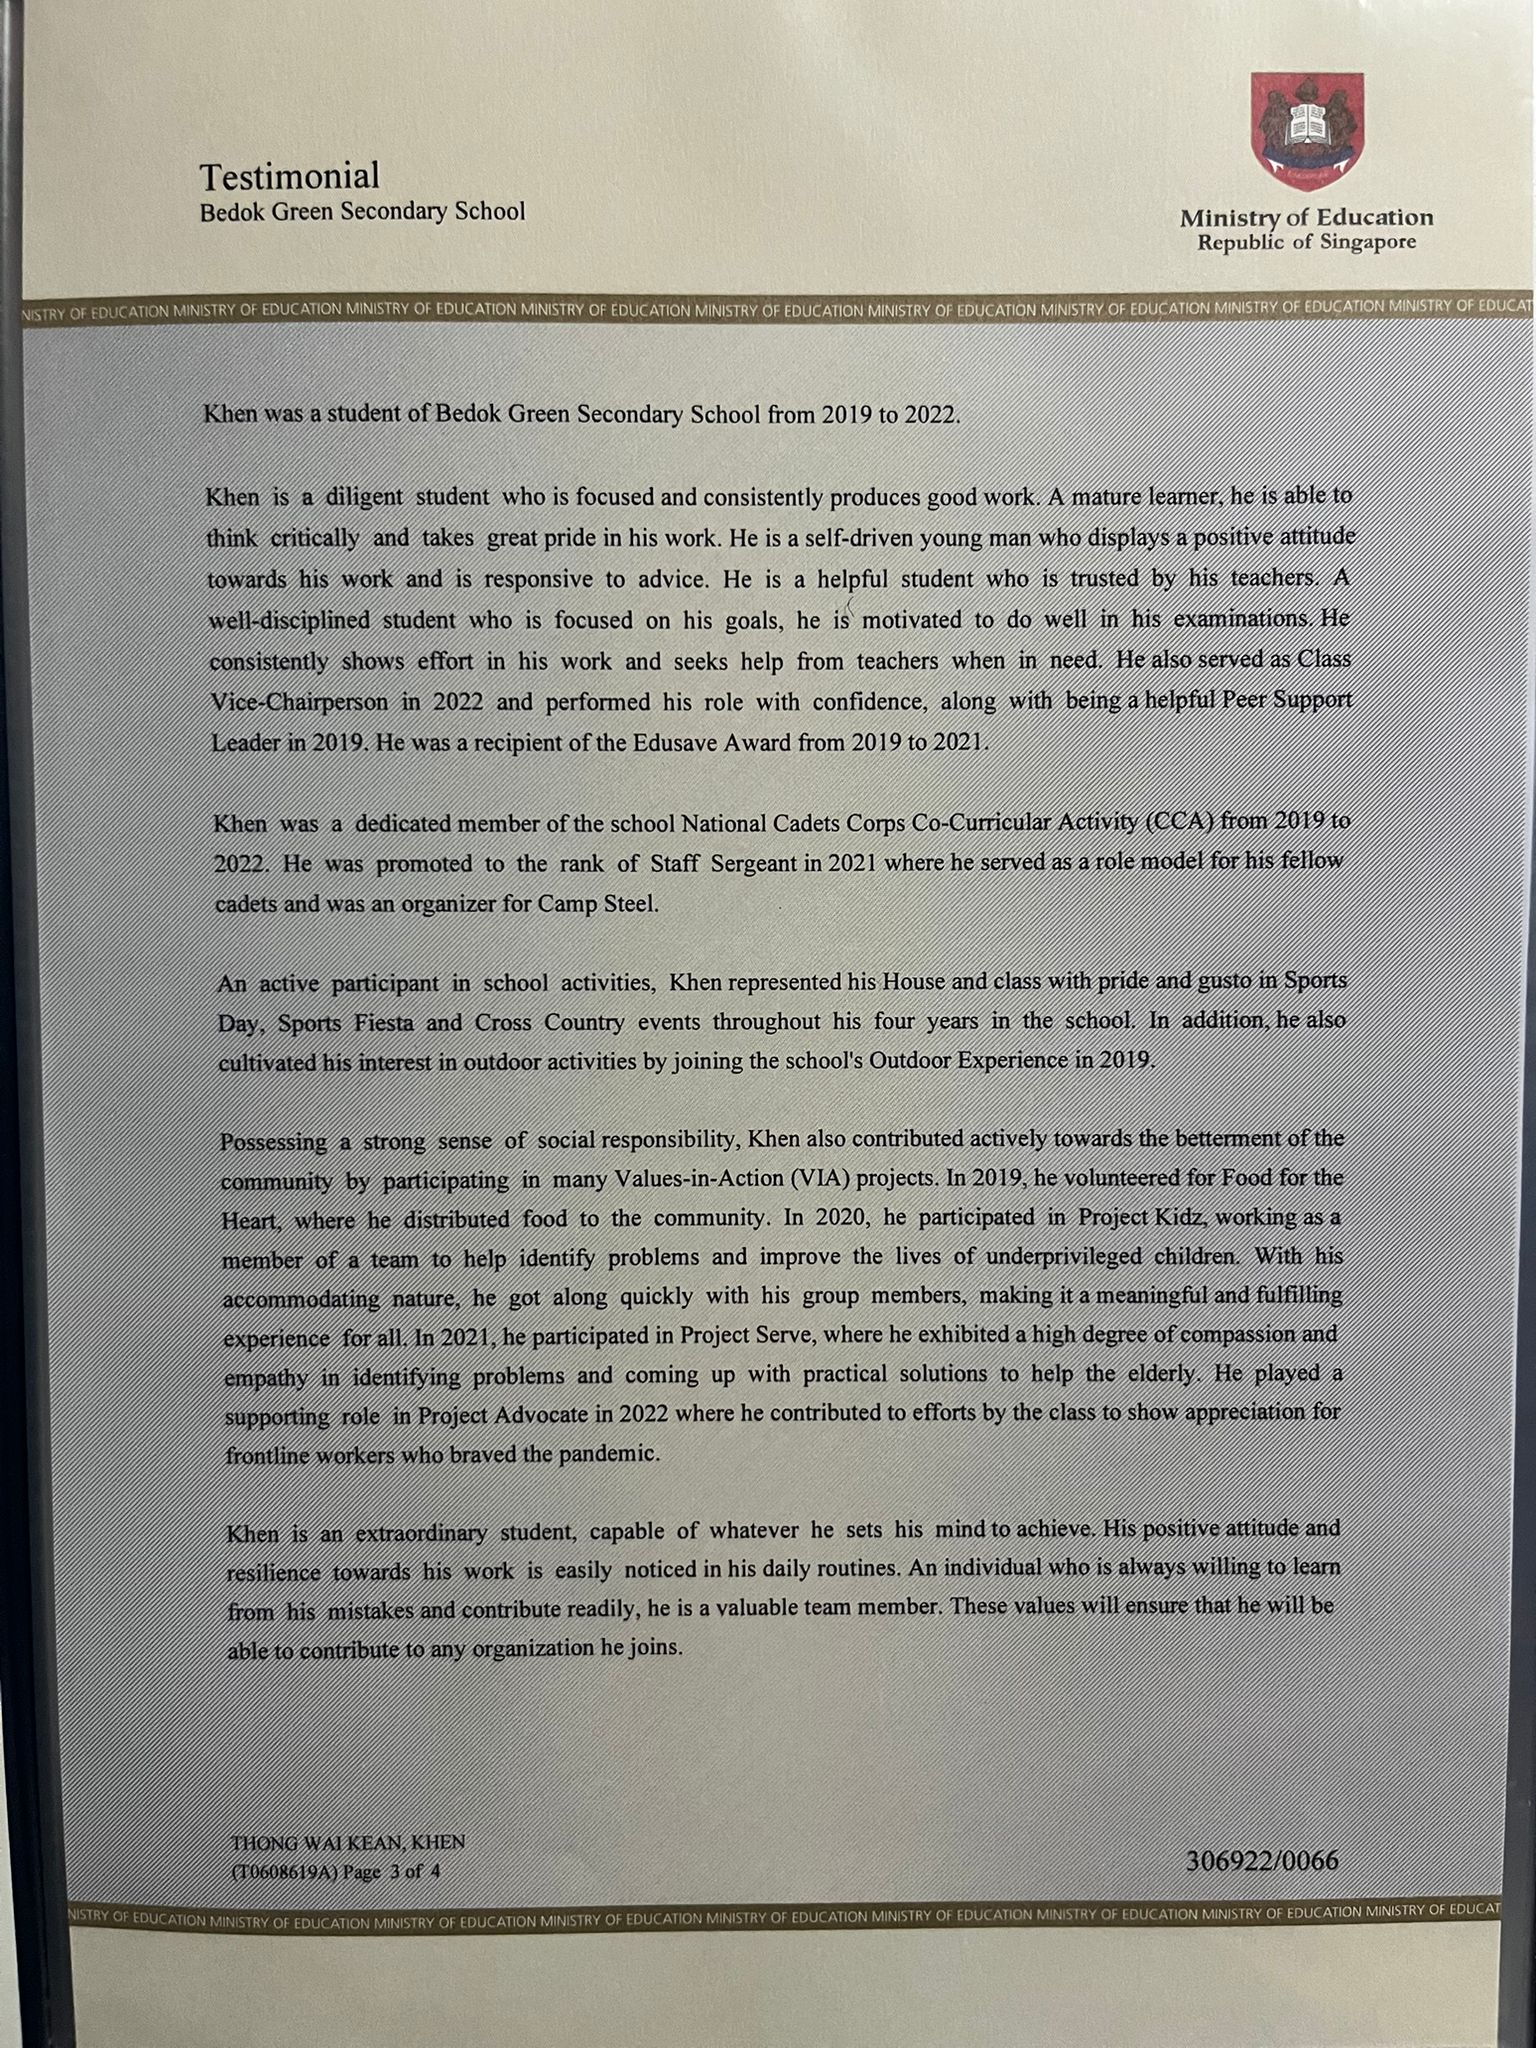 Testimonial
Bedok Green Secondary School
Ministry of Education
Republic of Singapore
NISTRY OF EDUCATION MINISTRY OF EDUCATION MINISTRY OF EDUCATION MINISTRY OF EDUCATION MINISTRY OF EDUCATION MINISTRY OF EDUCATION MINISTRY OF EDUCATION MINISTRY OF EDUCATION MINISTRY OF EDUCAT
Khen was a student of Bedok Green Secondary School from 2019 to 2022.
Khen is a diligent student who is focused and consistently produces good work. A mature learner, he is able to
think critically and takes great pride in his work. He is a self-driven young man who displays a positive attitude
towards his work and is responsive to advice. He is a helpful student who is trusted by his teachers. A
well-disciplined student who is focused on his goals, he is motivated to do well in his examinations. He
consistently shows effort in his work and seeks help from teachers when in need. He also served as Class
Vice-Chairperson in 2022 and performed his role with confidence, along with being a helpful Peer Support
Leader in 2019. He was a recipient of the Edusave Award from 2019 to 2021.
Khen was a dedicated member of the school National Cadets Corps Co-Curricular Activity (CCA) from 2019 to
2022. He was promoted to the rank of Staff Sergeant in 2021 where he served as a role model for his fellow
cadets and was an organizer for Camp Steel.
An active participant in school activities, Khen represented his House and class with pride and gusto in Sports
Day, Sports Fiesta and Cross Country events throughout his four years in the school. In addition, he also
cultivated his interest in outdoor activities by joining the school's Outdoor Experience in 2019.
Possessing a strong sense of social responsibility, Khen also contributed actively towards the betterment of the
community by participating in many Values-in-Action (VIA) projects. In 2019, he volunteered for Food for the
Heart, where he distributed food to the community. In 2020, he participated in Project Kidz, working as a
member of a team to help identify problems and improve the lives of underprivileged children. With his
accommodating nature, he got along quickly with his group members, making it a meaningful and fulfilling
experience for all. In 2021, he participated in Project Serve, where he exhibited a high degree of compassion and
empathy in identifying problems and coming up with practical solutions to help the elderly. He played a
supporting role in Project Advocate in 2022 where he contributed to efforts by the class to show appreciation for
frontline workers who braved the pandemic.
Khen is an extraordinary student, capable of whatever he sets his mind to achieve. His positive attitude and
resilience towards his work is easily noticed in his daily routines. An individual who is always willing to learn
from his mistakes and contribute readily, he is a valuable team member. These values will ensure that he will be
able to contribute to any organization he joins.
THONG WAI KEAN, KHEN
(T0608619A) Page 3 of 4
306922/0066
NISTRY OF EDUCATION MINISTRY OF EDUCATION MINISTRY OF EDUCATION MINISTRY OF EDUCATION MINISTRY OF EDUCATION MINISTRY OF EDUCATION MINISTRY OF EDUCATION MINISTRY OF EDUCATION MINISTRY OF EDUCAT